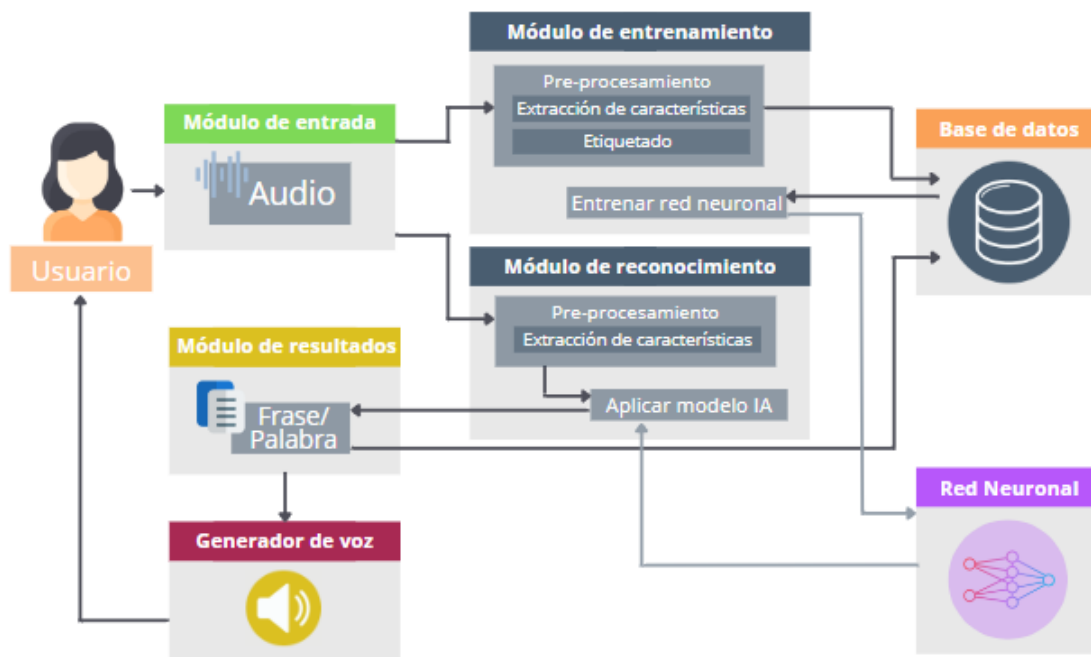 Módulo de entrenamiento
Pre-procesamiento
Extracción de características
Etiquetado
Entrenar red neuronal
Módulo de entrada
Audio
Usuario
Base de datos
Módulo de reconocimiento
Pre-procesamiento
Extracción de características
Aplicar modelo IA
Módulo de resultados
Frase/
Palabra
Red Neuronal
Generador de voz